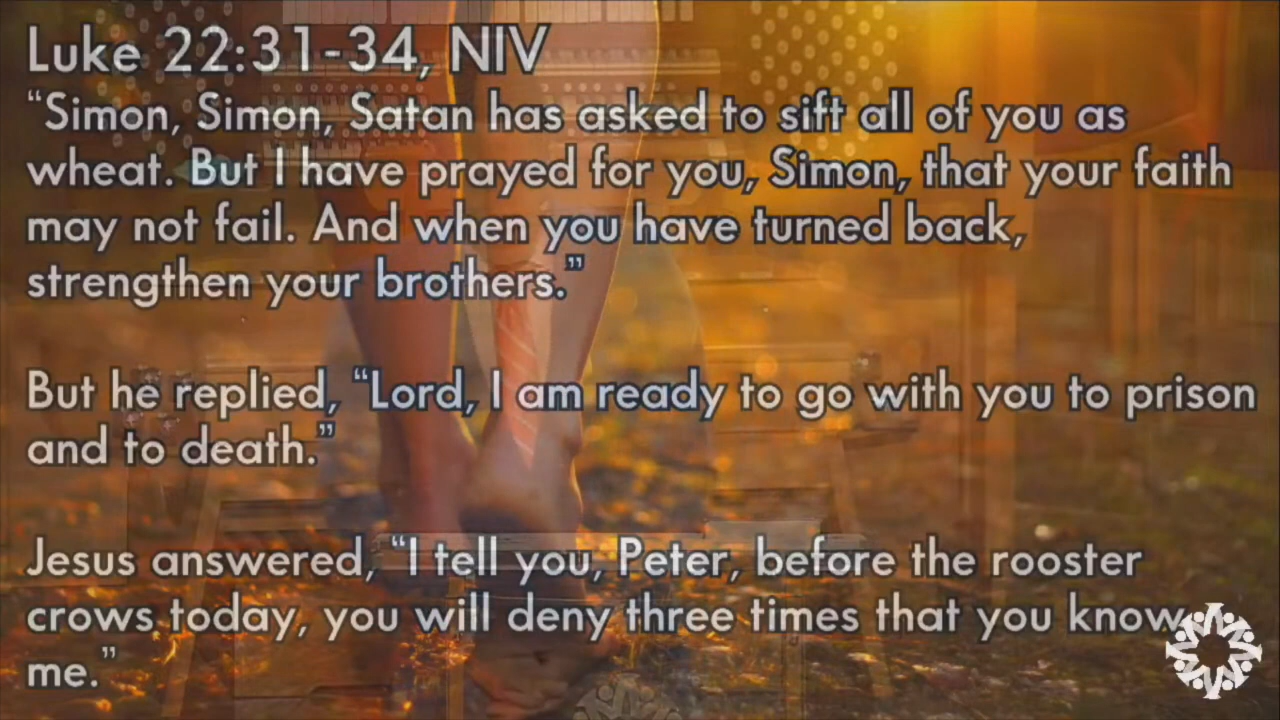 Luke 22:31-34, NIV
“Simon, Simon, Satan has asked to sift all of you as
wheat. But I have prayed for you, Simon, that your faith
may not fail. And when you have turned back,
strengthen your brothers.”
But he replied, “Lord, I am ready to go with you to prison
and to death.”
Jesus answered, “I tell you, Peter, before the rooster
crows today, you will deny three times that you know
me.”